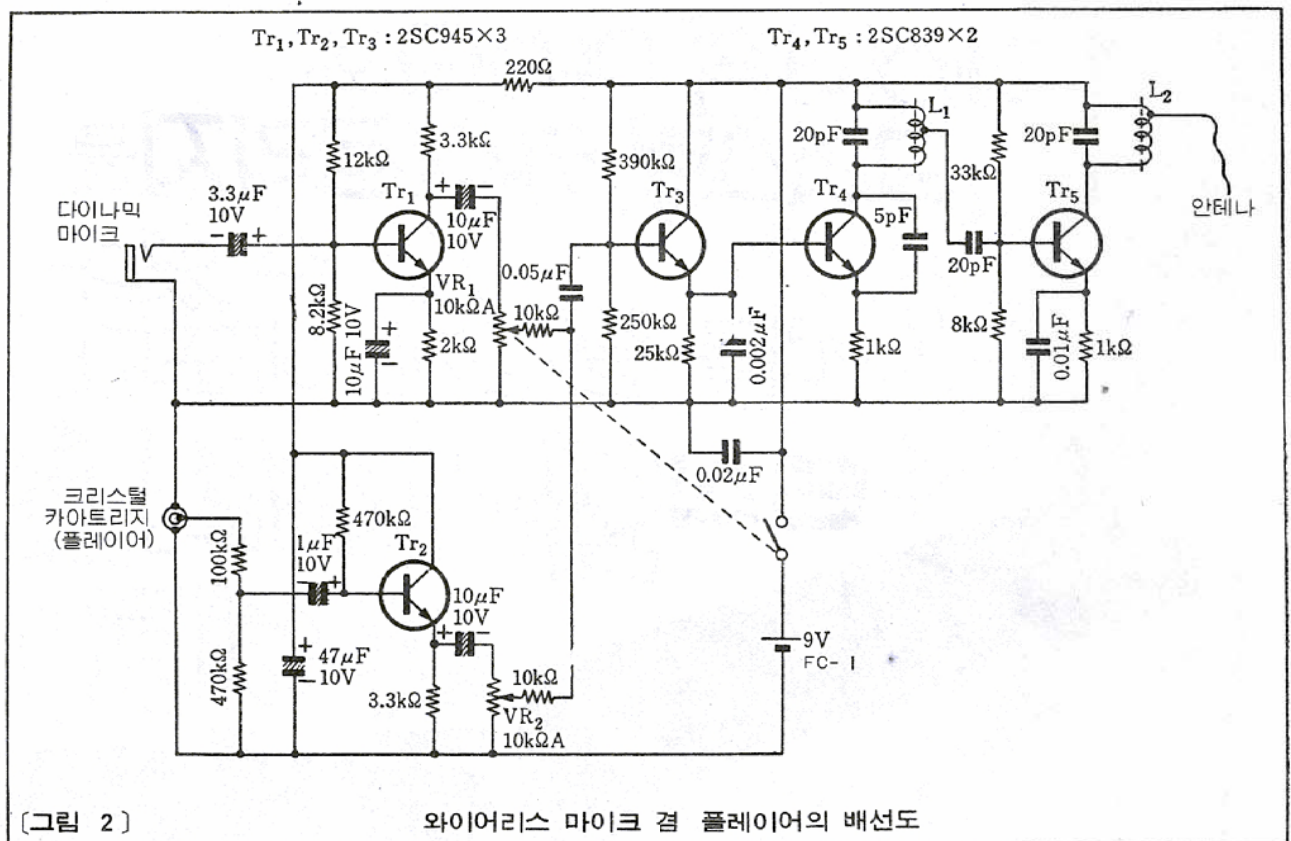 Tr₁, Tr₂, Tr₃ : 2SC945×3
Tr₄, Tr₅ : 2SC839×2
220Ω
L₂
L₁
3.3kΩ
20pF
20pF
12kΩ
390kΩ
33kΩ
Tr₁
Tr₃
Tr₄
Tr₅
3.3μF
10V
다이나믹
마이크
10μF
10V
5pF
안테나
20pF
0.05μF
VR₁
10kΩA
8.2kΩ
10μF 10V
2kΩ
10kΩ
250kΩ
25kΩ
0.002μF
1kΩ
8kΩ
0.01μF
1kΩ
0.02μF
크리스털
카아트리지
(플레이어)
470kΩ
100kΩ
1μF
10V
Tr₂
10μF
10V
470kΩ
47μF
10V
3.3kΩ
10kΩ
VR₂
10kΩA
9V
FC-1
[그림 2]
와이어리스 마이크 겸 플레이어의 배선도